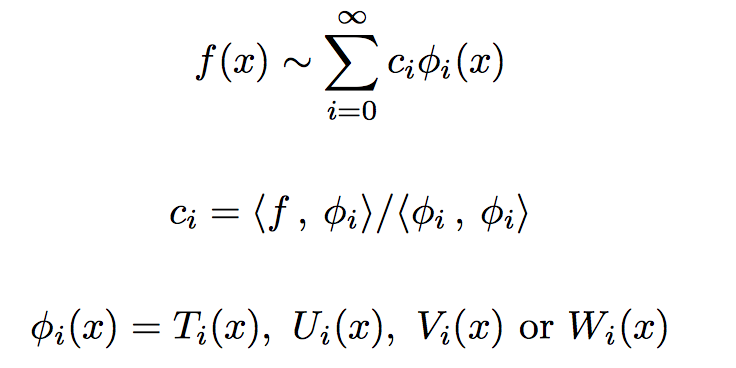 f(x) ∼ ∑_{i=0}^{∞} c_i ϕ_i(x)
c_i = ⟨f , ϕ_i⟩/⟨ϕ_i , ϕ_i⟩
ϕ_i(x) = T_i(x), U_i(x), V_i(x) or W_i(x)